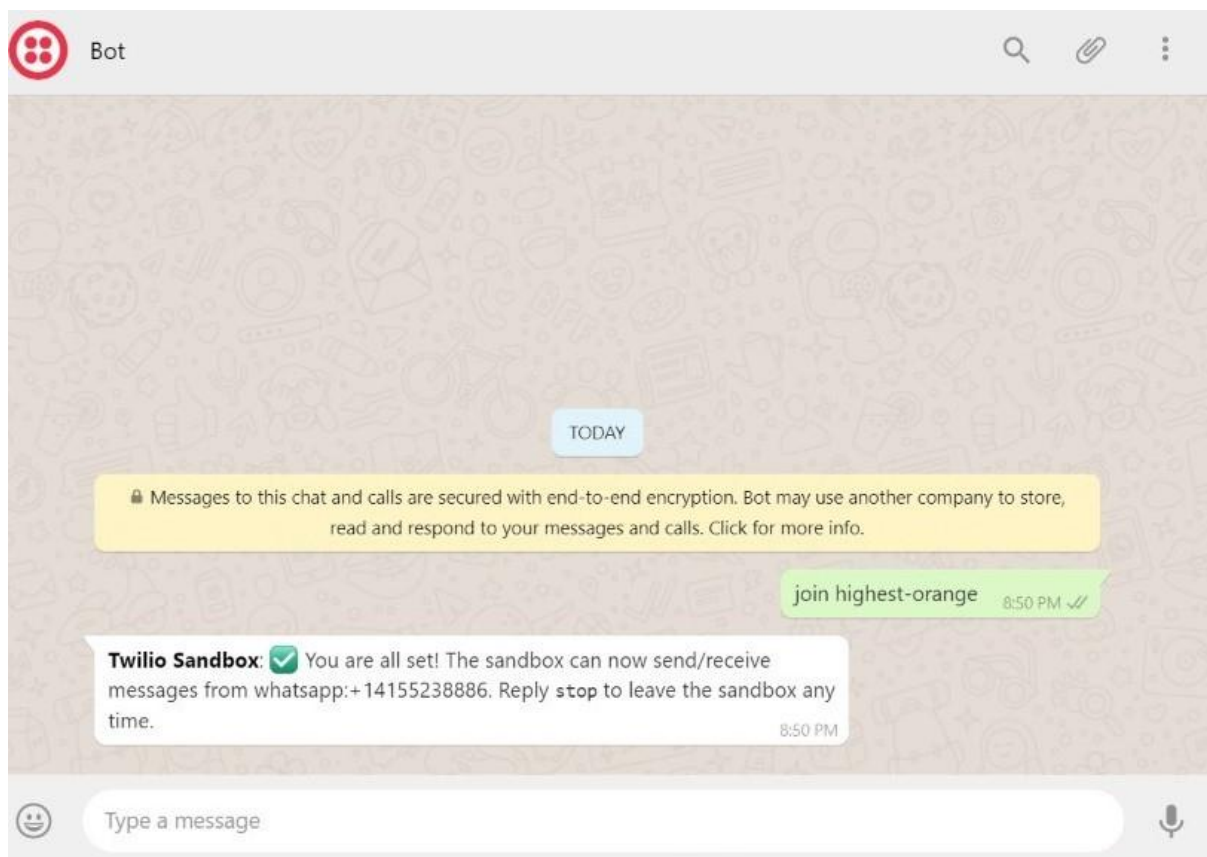 Bot
TODAY
Messages to this chat and calls are secured with end-to-end encryption. Bot may use another company to store,
read and respond to your messages and calls. Click for more info.
join highest-orange 8:50 PM
Twilio Sandbox: ✅ You are all set! The sandbox can now send/receive
messages from whatsapp:+14155238886. Reply stop to leave the sandbox any
time.
8:50 PM
Type a message